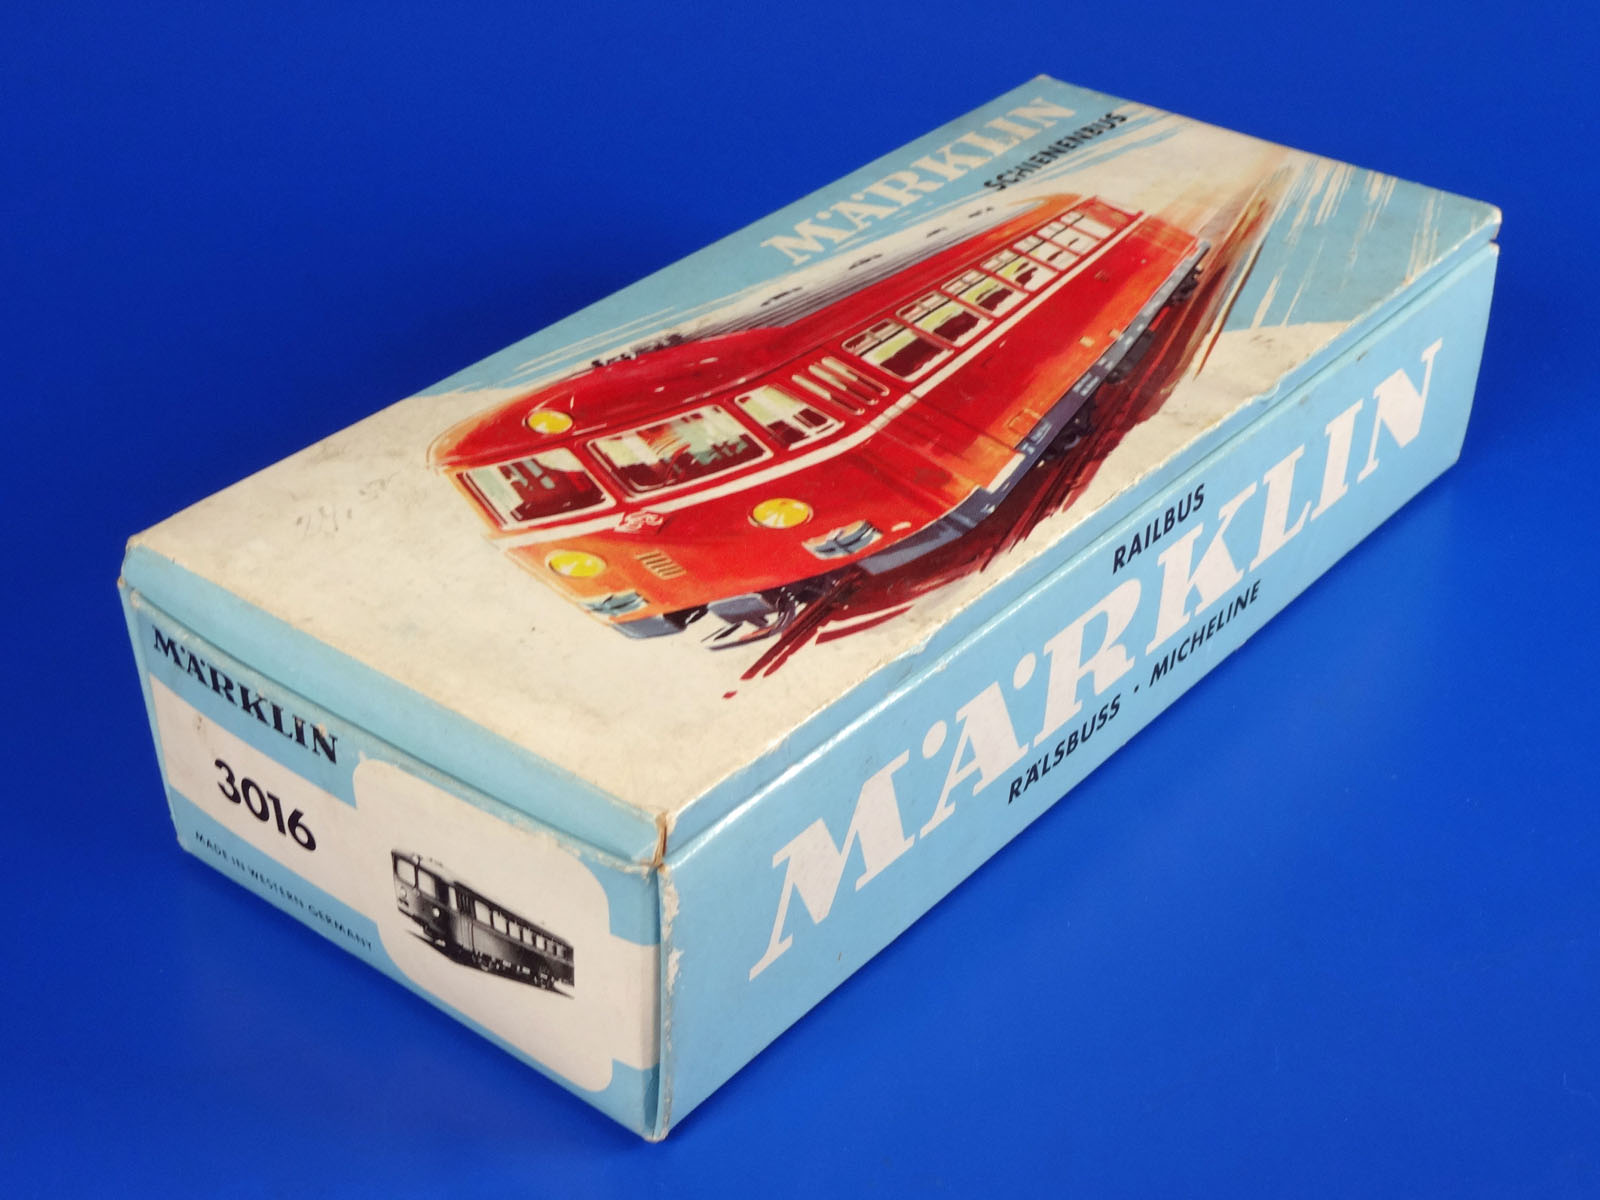 MÄRKLIN
SCHIENENBUS
RAILBUS
MÄRKLIN
RÄLSBUSS · MICHELINE
MÄRKLIN
3016
MADE IN WESTERN GERMANY